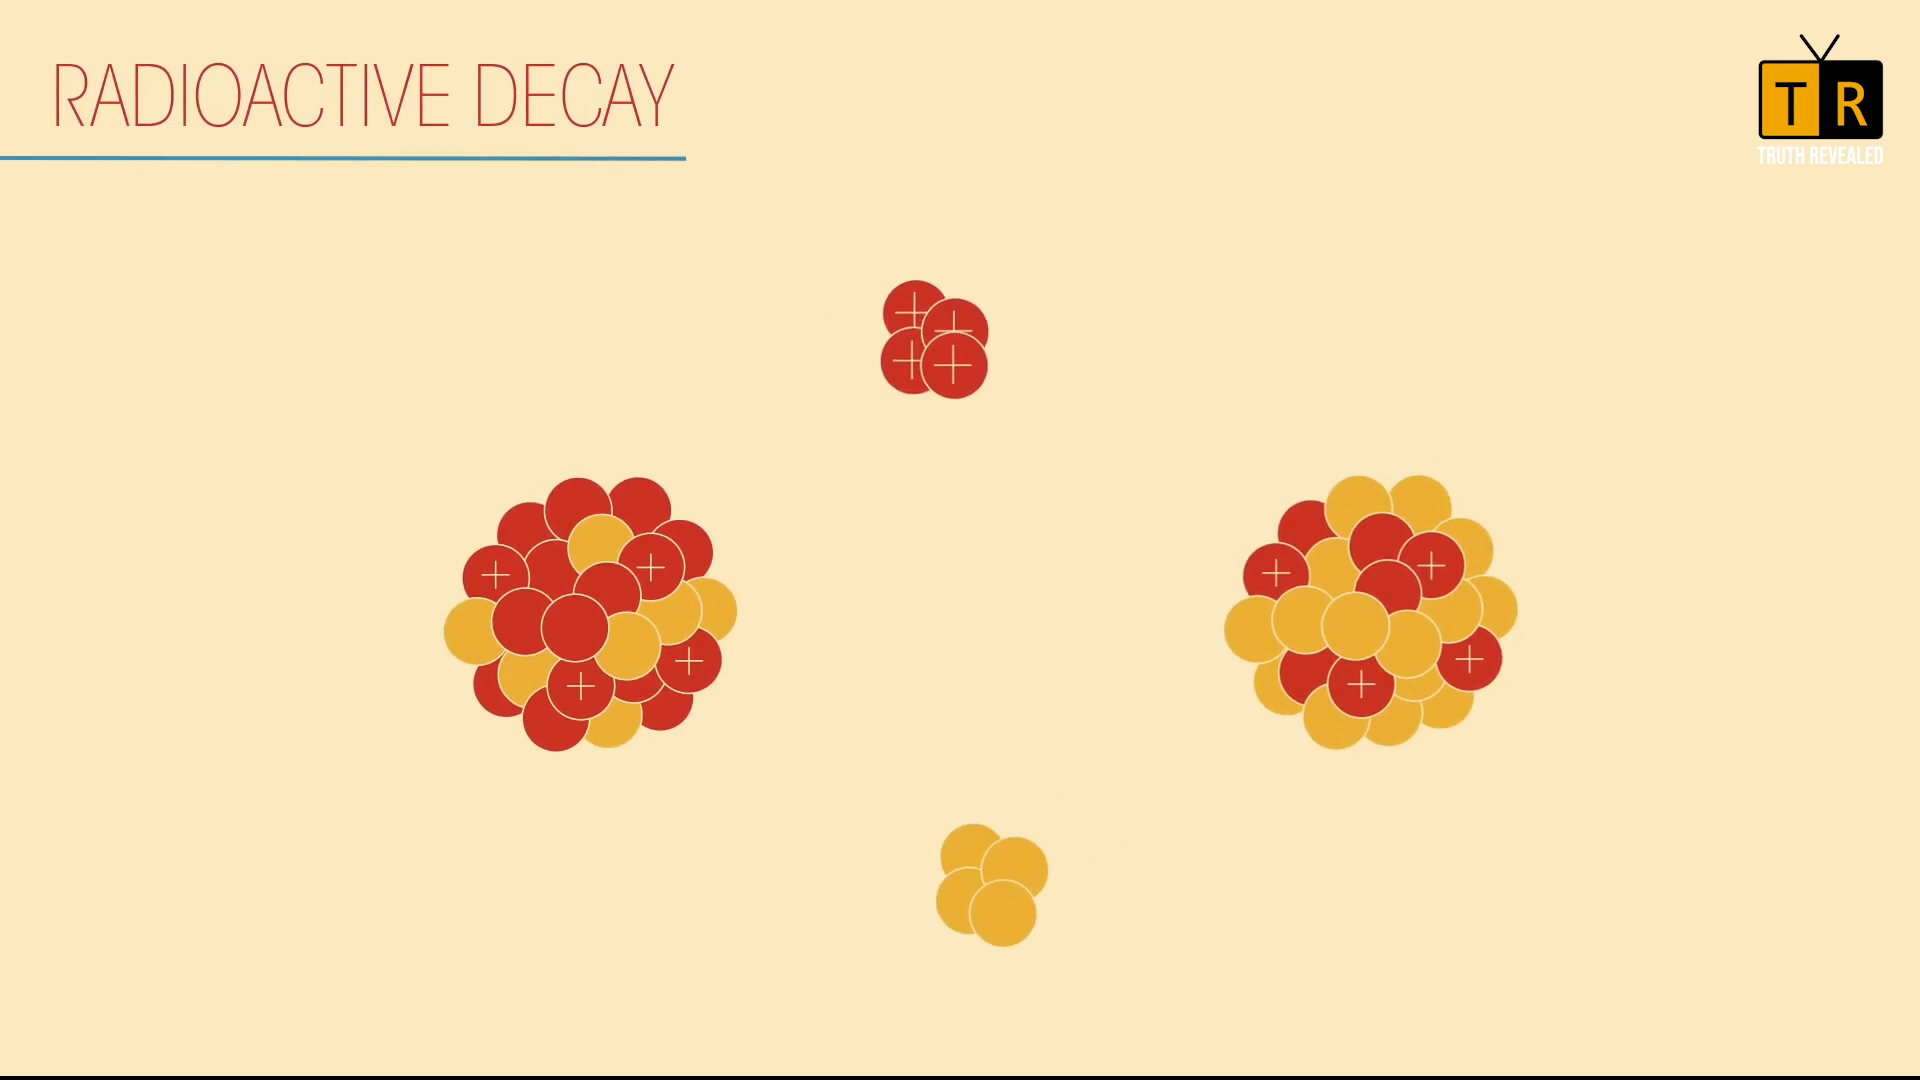 RADIOACTIVE DECAY
T R
TRUTH REVEALED
+ + + +
+ + + +
+ + + +